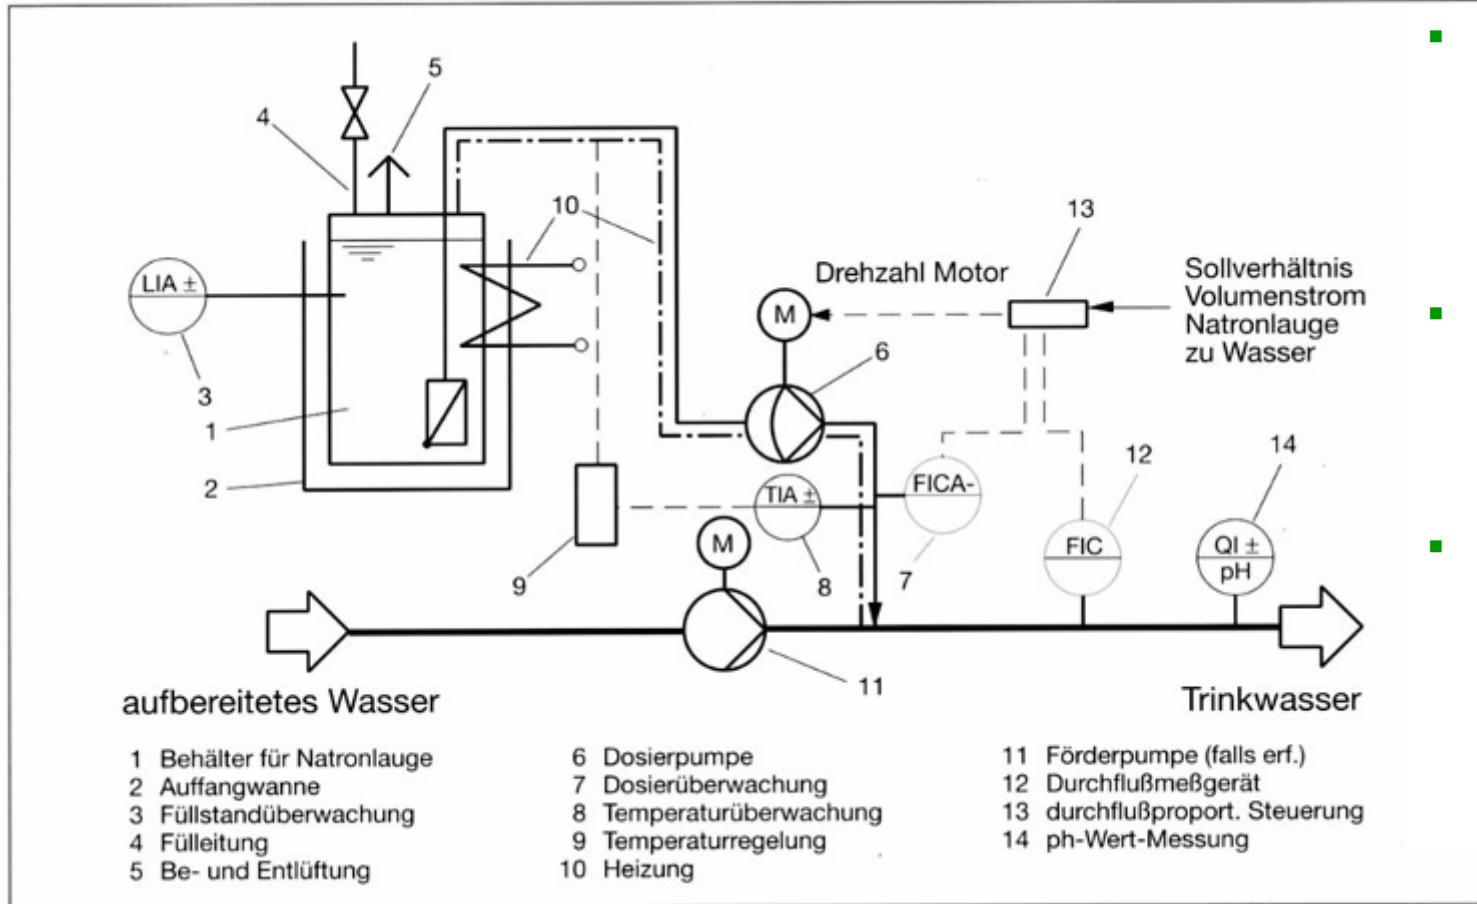 5
4
10
13
LIA ±
Drehzahl Motor
M
Sollverhältnis
Volumenstrom
Natronlauge
zu Wasser
3
6
1
2
12
14
TIA ±
FICA-
M
FIC
QI ±
pH
9
8
7
11
aufbereitetes Wasser
Trinkwasser
1 Behälter für Natronlauge
2 Auffangwanne
3 Füllstandüberwachung
4 Fülleitung
5 Be- und Entlüftung
6 Dosierpumpe
7 Dosierüberwachung
8 Temperaturüberwachung
9 Temperaturregelung
10 Heizung
11 Förderpumpe (falls erf.)
12 Durchflußmeßgerät
13 durchflußproport. Steuerung
14 ph-Wert-Messung